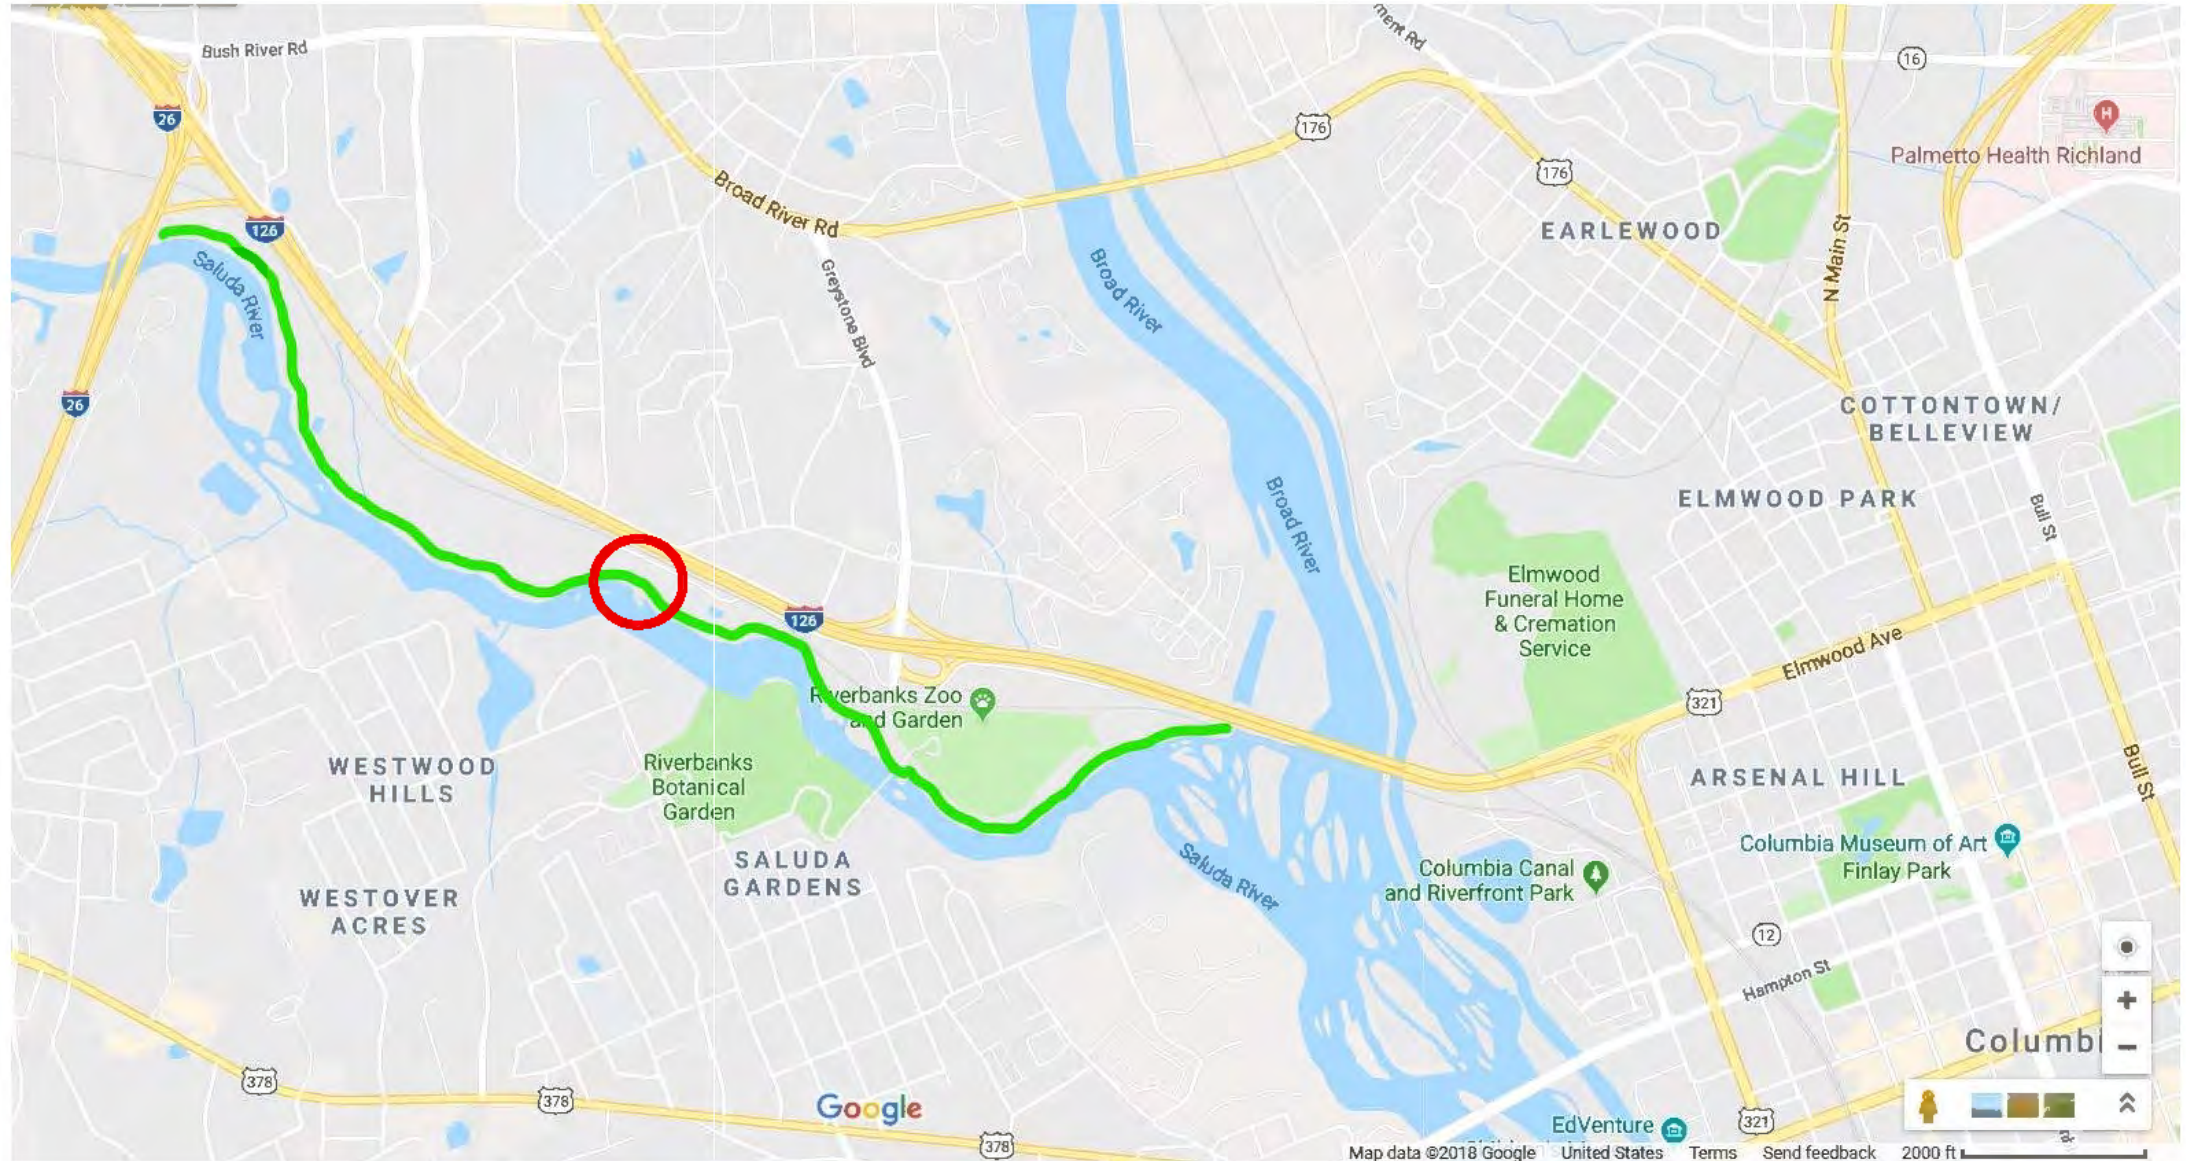 Bush River Rd
ment Rd
16
26
176
Palmetto Health Richland
H
176
Broad River Rd
126
EARLEWOOD
N Main St
Saluda River
Broad River
Greystone Blvd
26
COTTONTOWN/
BELLEVIEW
Broad River
ELMWOOD PARK
Bull St
Elmwood
Funeral Home
& Cremation
Service
126
Elmwood Ave
Riverbanks Zoo
and Garden
321
WESTWOOD
HILLS
Riverbanks
Botanical
Garden
ARSENAL HILL
Bull St
SALUDA
GARDENS
Saluda River
Columbia Canal
and Riverfront Park
Columbia Museum of Art
Finlay Park
WESTOVER
ACRES
12
Hampton St
Columbi
378
378
Google
378
321
EdVenture
Map data ©2018 Google United States Terms Send feedback 2000 ft